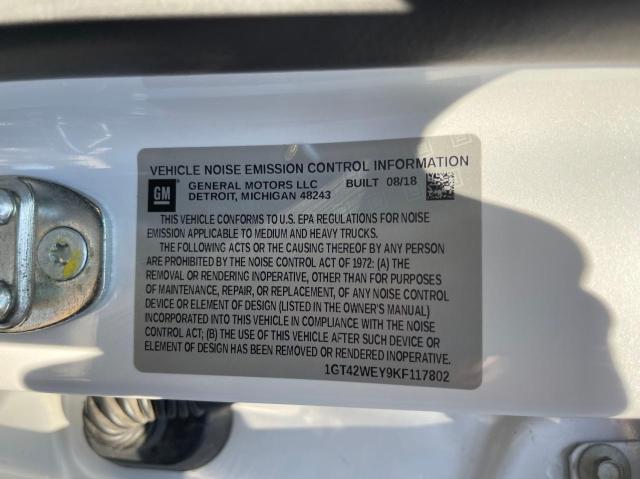 VEHICLE NOISE EMISSION CONTROL INFORMATION
GM GENERAL MOTORS LLC BUILT 08/18
DETROIT, MICHIGAN 48243
THIS VEHICLE CONFORMS TO U.S. EPA REGULATIONS FOR NOISE
EMISSION APPLICABLE TO MEDIUM AND HEAVY TRUCKS.
THE FOLLOWING ACTS OR THE CAUSING THEREOF BY ANY PERSON
ARE PROHIBITED BY THE NOISE CONTROL ACT OF 1972: (A) THE
REMOVAL OR RENDERING INOPERATIVE, OTHER THAN FOR PURPOSES
OF MAINTENANCE, REPAIR, OR REPLACEMENT, OF ANY NOISE CONTROL
DEVICE OR ELEMENT OF DESIGN (LISTED IN THE OWNER'S MANUAL)
INCORPORATED INTO THIS VEHICLE IN COMPLIANCE WITH THE NOISE
CONTROL ACT; (B) THE USE OF THIS VEHICLE AFTER SUCH DEVICE OR
ELEMENT OF DESIGN HAS BEEN REMOVED OR RENDERED INOPERATIVE.
1GT42WEY9KF117802